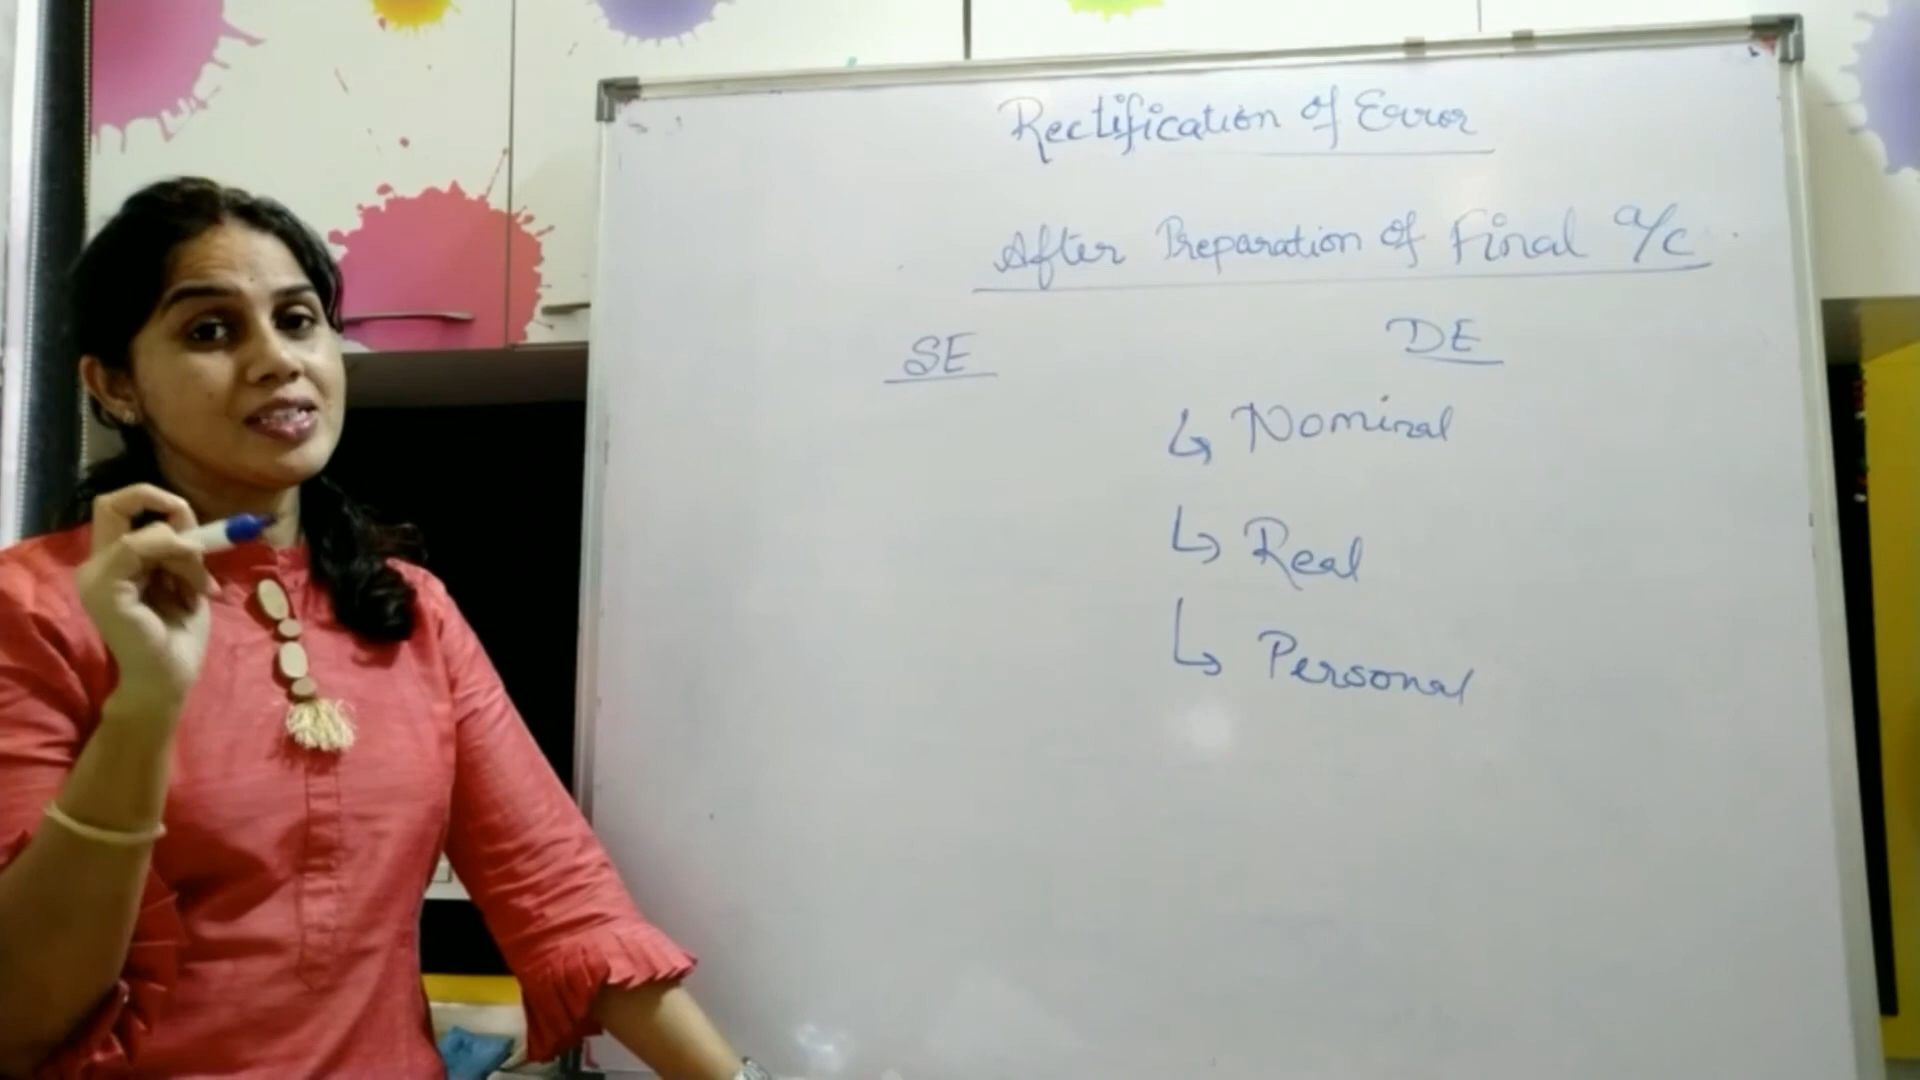 Rectification of Error
After Preparation of Final a/c
SE
DE
↳ Nominal
↳ Real
↳ Personal